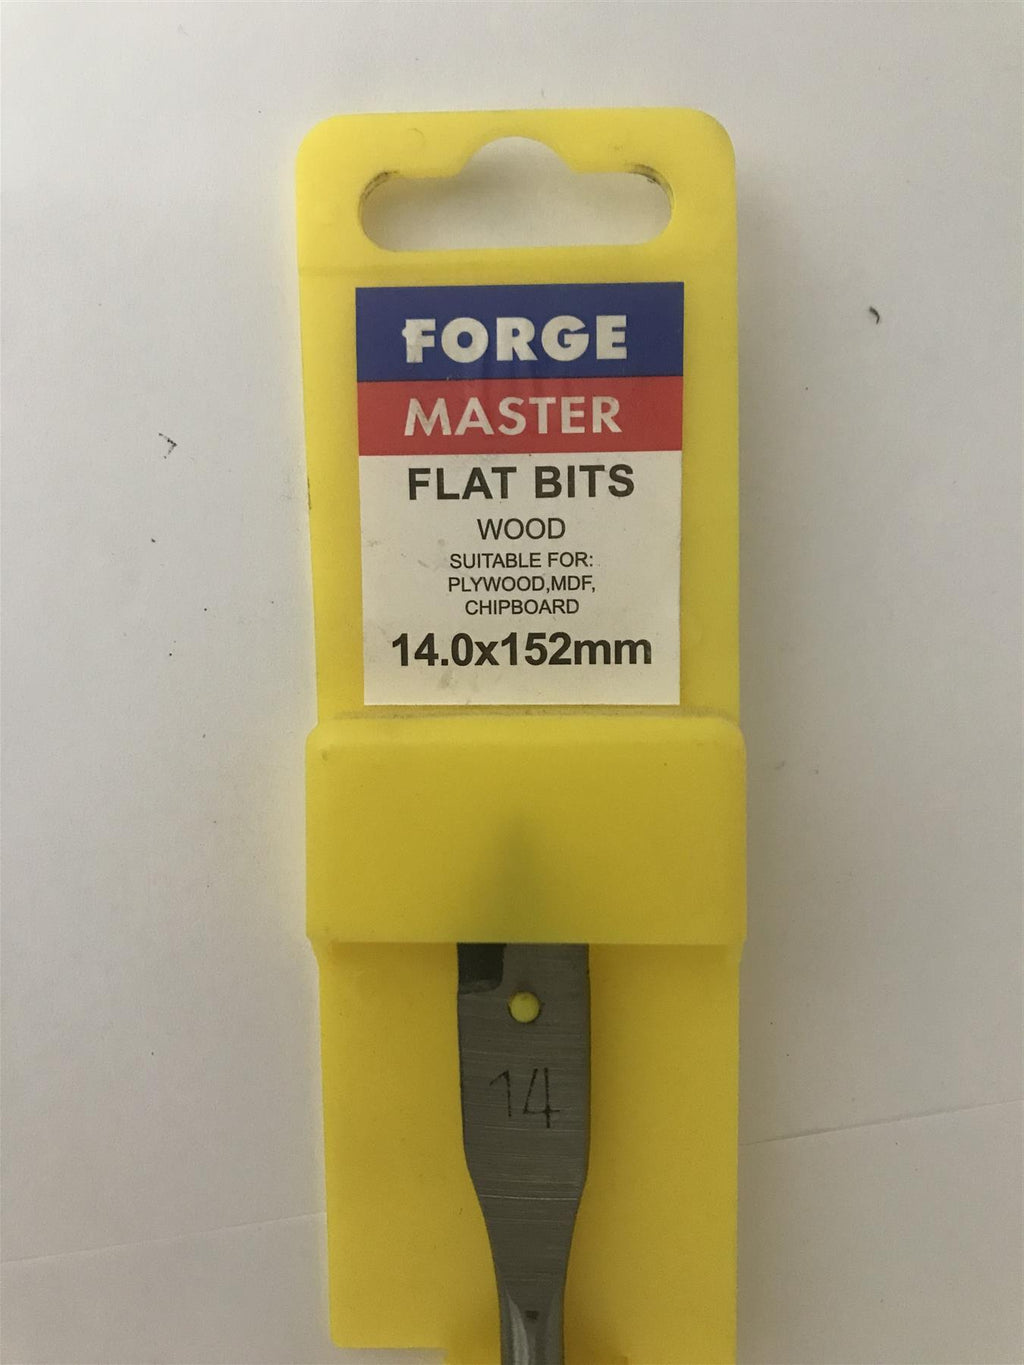 FORGE
MASTER
FLAT BITS
WOOD
SUITABLE FOR:
PLYWOOD,MDF,
CHIPBOARD
14.0x152mm
14